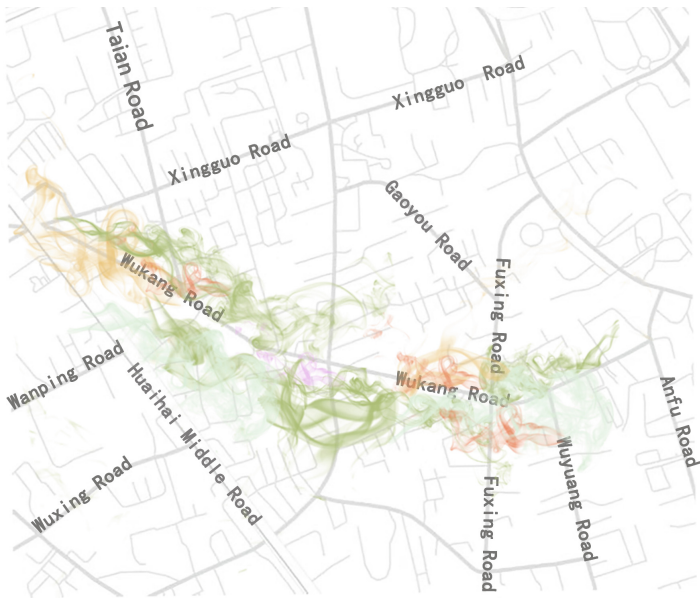 Taian Road
Xingguo Road
Xingguo Road
Gaoyou Road
Wukang Road
Fuxing Road
Wanping Road
Huaihai Middle Road
Wukang Road
Anfu Road
Wuxing Road
Fuxing Road
Wuyuang Road